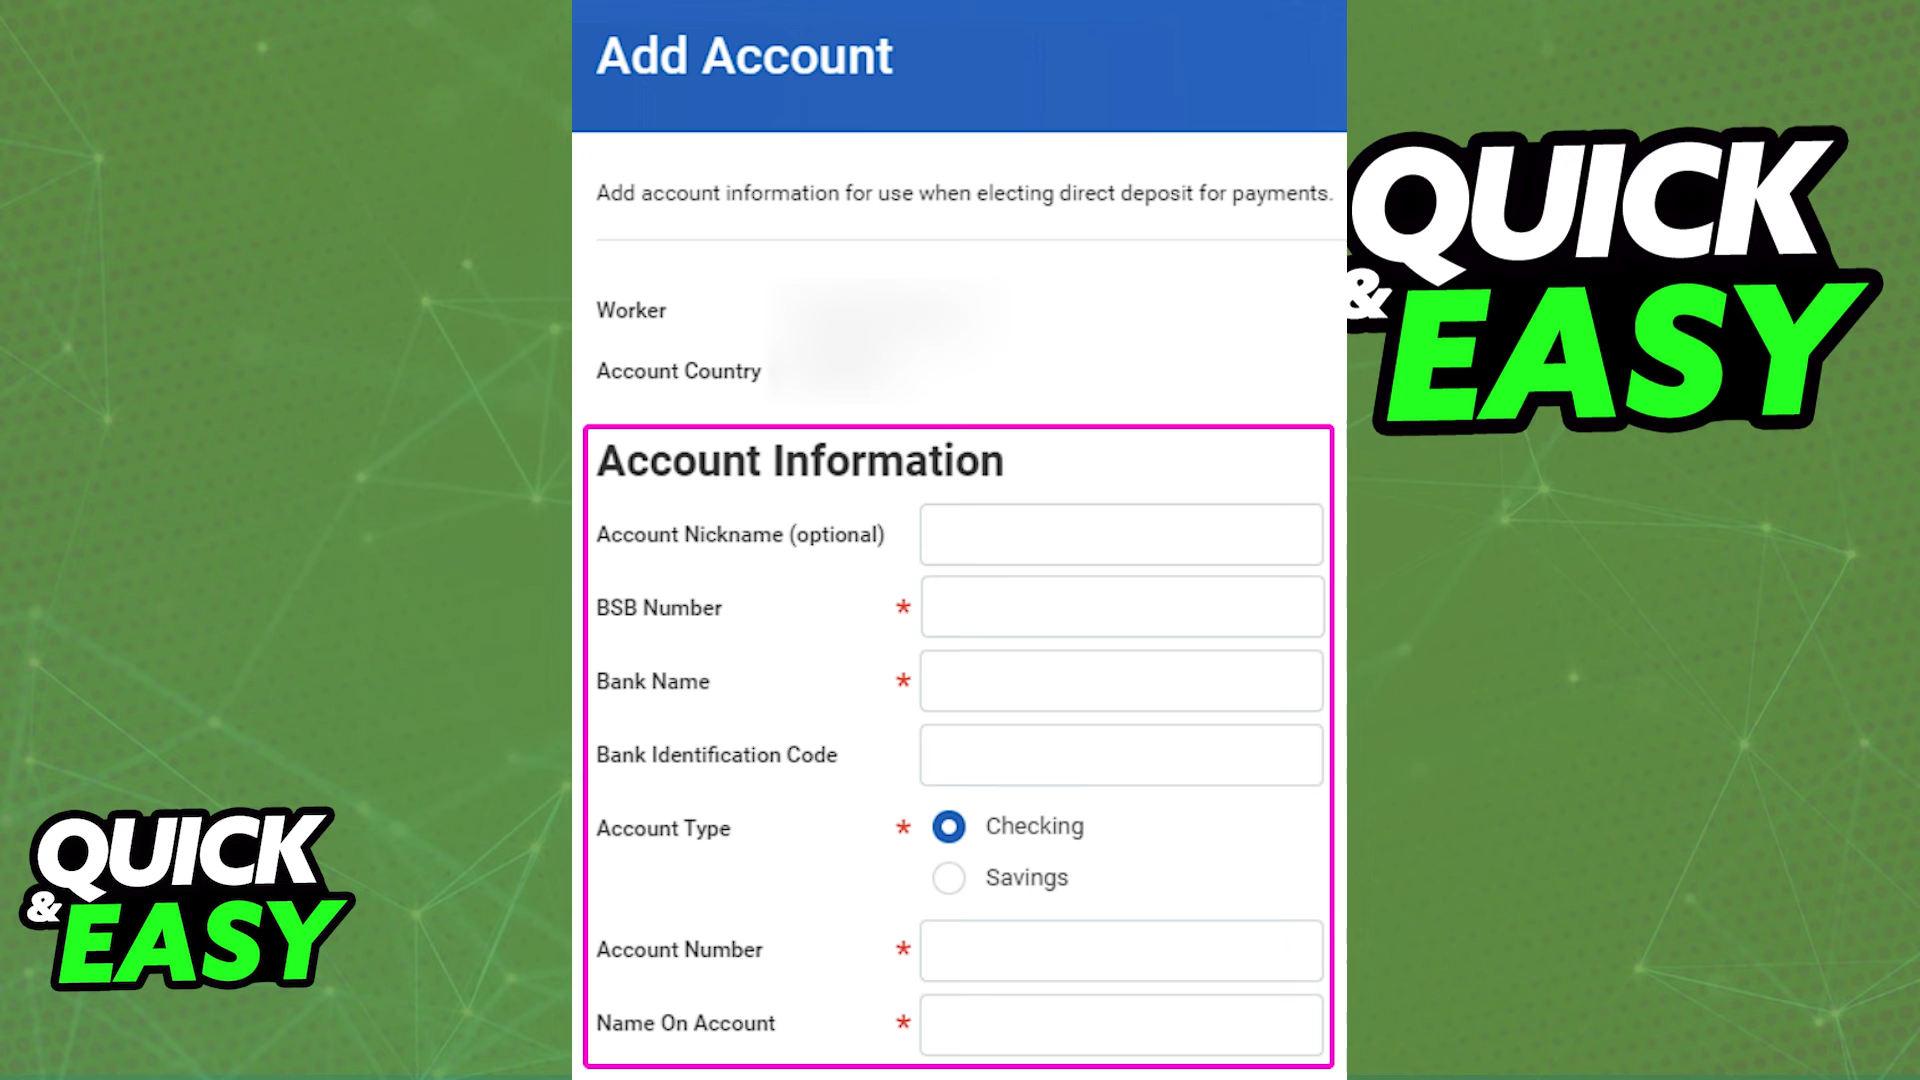 Add Account
Add account information for use when electing direct deposit for payments.
Worker
Account Country
Account Information
Account Nickname (optional)
BSB Number *
Bank Name *
Bank Identification Code
Account Type * Checking
Savings
Account Number *
Name On Account *
QUICK
& EASY
QUICK
& EASY